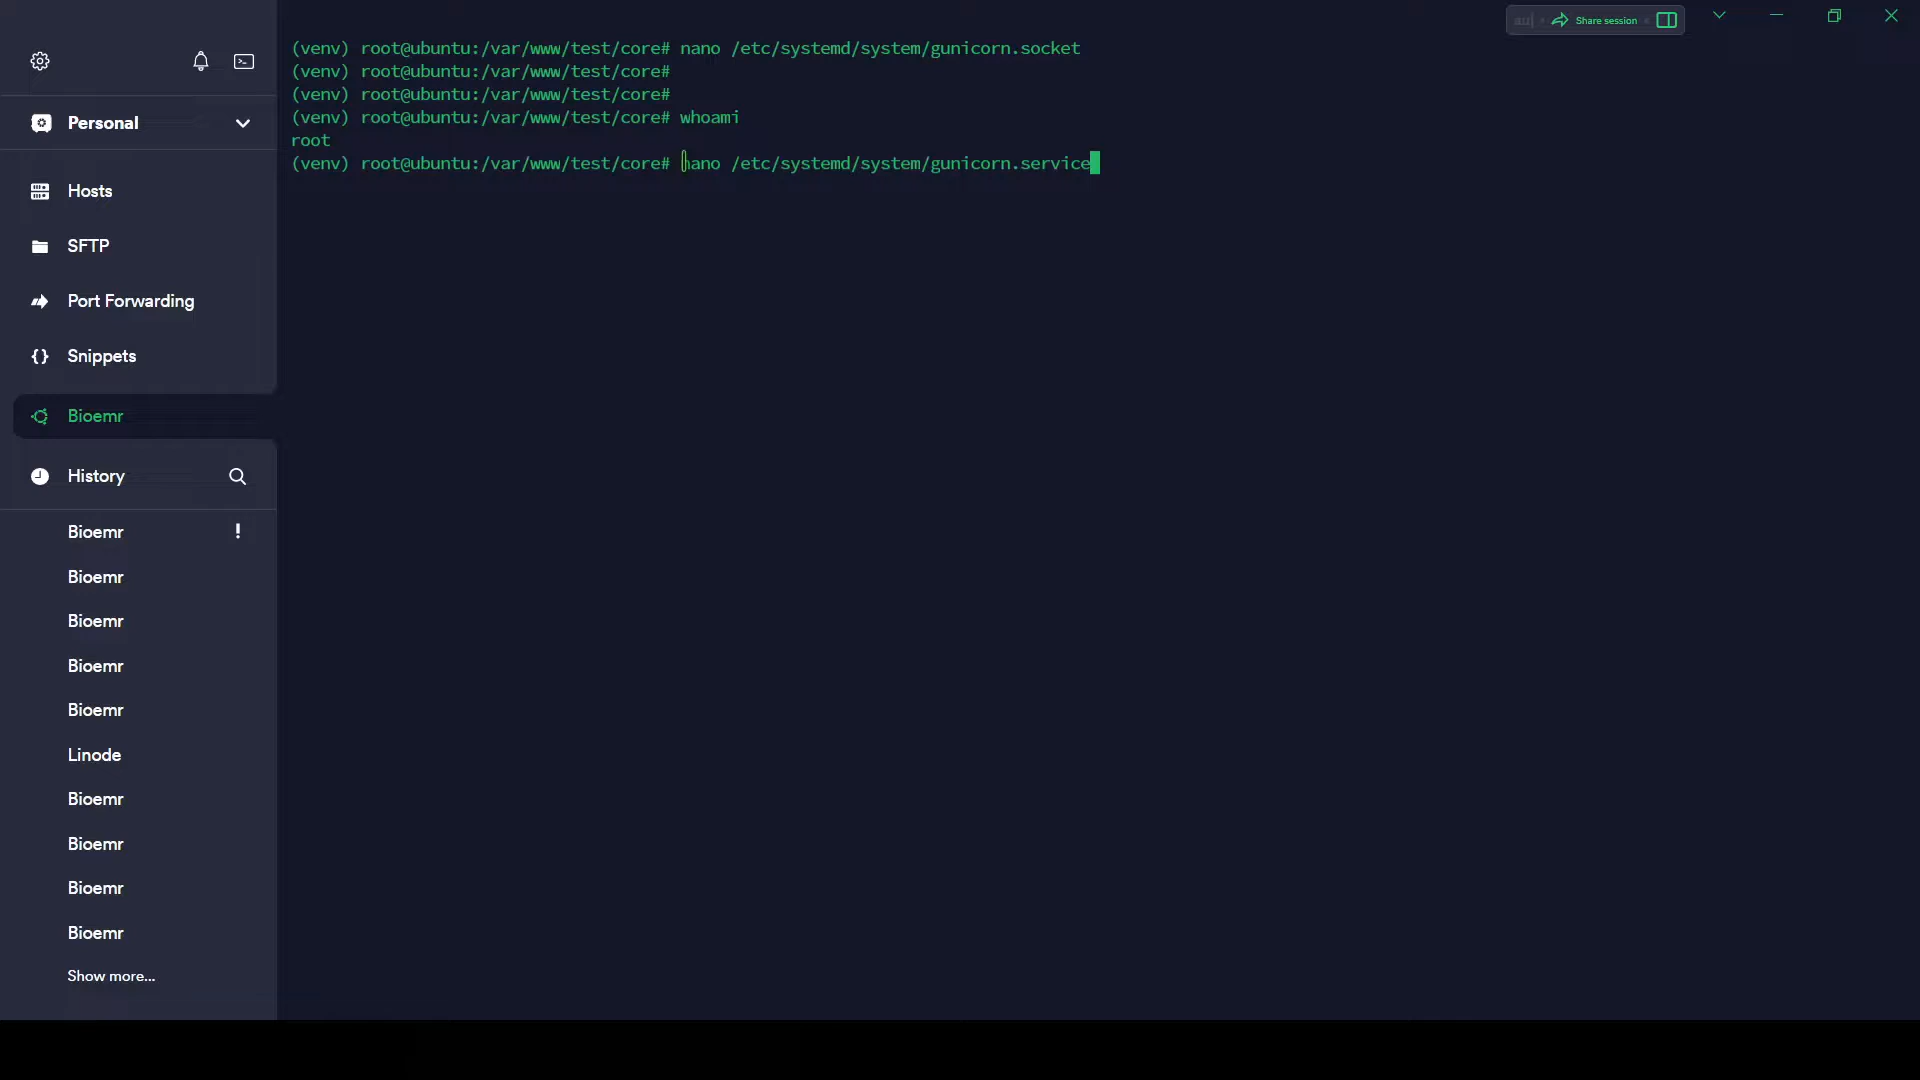 Share session
(venv) root@ubuntu:/var/www/test/core# nano /etc/systemd/system/gunicorn.socket
(venv) root@ubuntu:/var/www/test/core#
(venv) root@ubuntu:/var/www/test/core#
(venv) root@ubuntu:/var/www/test/core# whoami
root
(venv) root@ubuntu:/var/www/test/core# nano /etc/systemd/system/gunicorn.service
Personal
Hosts
SFTP
Port Forwarding
Snippets
Bioemr
History
Bioemr
Bioemr
Bioemr
Bioemr
Bioemr
Linode
Bioemr
Bioemr
Bioemr
Bioemr
Show more...